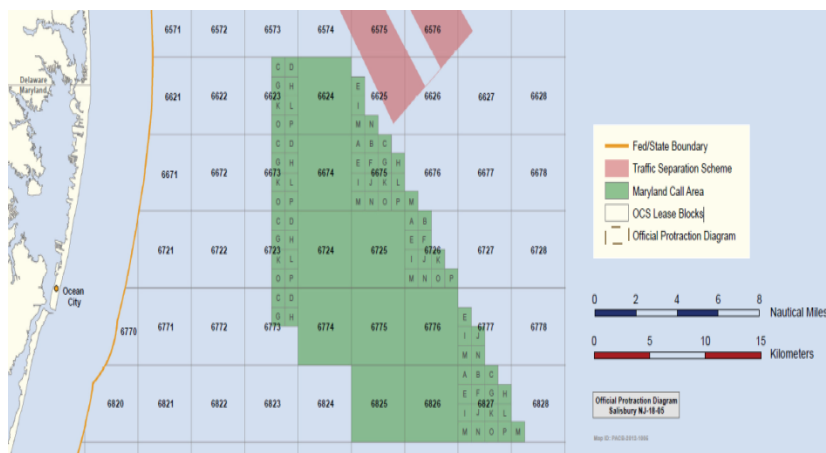 6571 6572 6573 6574 6575 6576
Delaware
Maryland
C D
G H
K L
O P
6621 6622 6623 6624 6625 6626 6627 6628
E
I
M N
C D
G H
K L
O P
6671 6672 6673 6674 6675 6676 6677 6678
A B C
E F G H
I J K L
M N O P M
C D
G H
K L
O P
6721 6722 6723 6724 6725 6726 6727 6728
A B
E F
I J K
M N O P
Ocean
City
C D
G H
6770 6771 6772 6773 6774 6775 6776 6777 6778
E
I J
M N
6820 6821 6822 6823 6824 6825 6826 6827 6828
A B C
E F G H
I J K L
M N O P M
Fed/State Boundary
Traffic Separation Scheme
Maryland Call Area
OCS Lease Blocks
Official Protraction Diagram
0 2 4 6 8
Nautical Miles
0 5 10 15
Kilometers
Official Protraction Diagram
Salisbury NJ-18-05